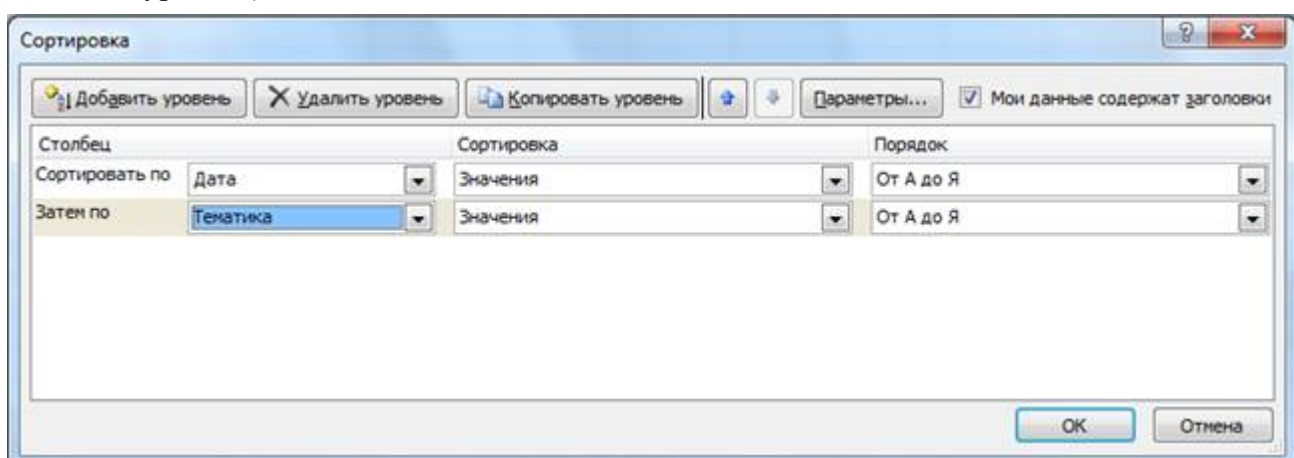 Сортировка
Добавить уровень Удалить уровень Копировать уровень Параметры... Мои данные содержат заголовки
Столбец Сортировка Порядок
Сортировать по Дата Значения От А до Я
Затем по Тематика Значения От А до Я
ОК Отмена